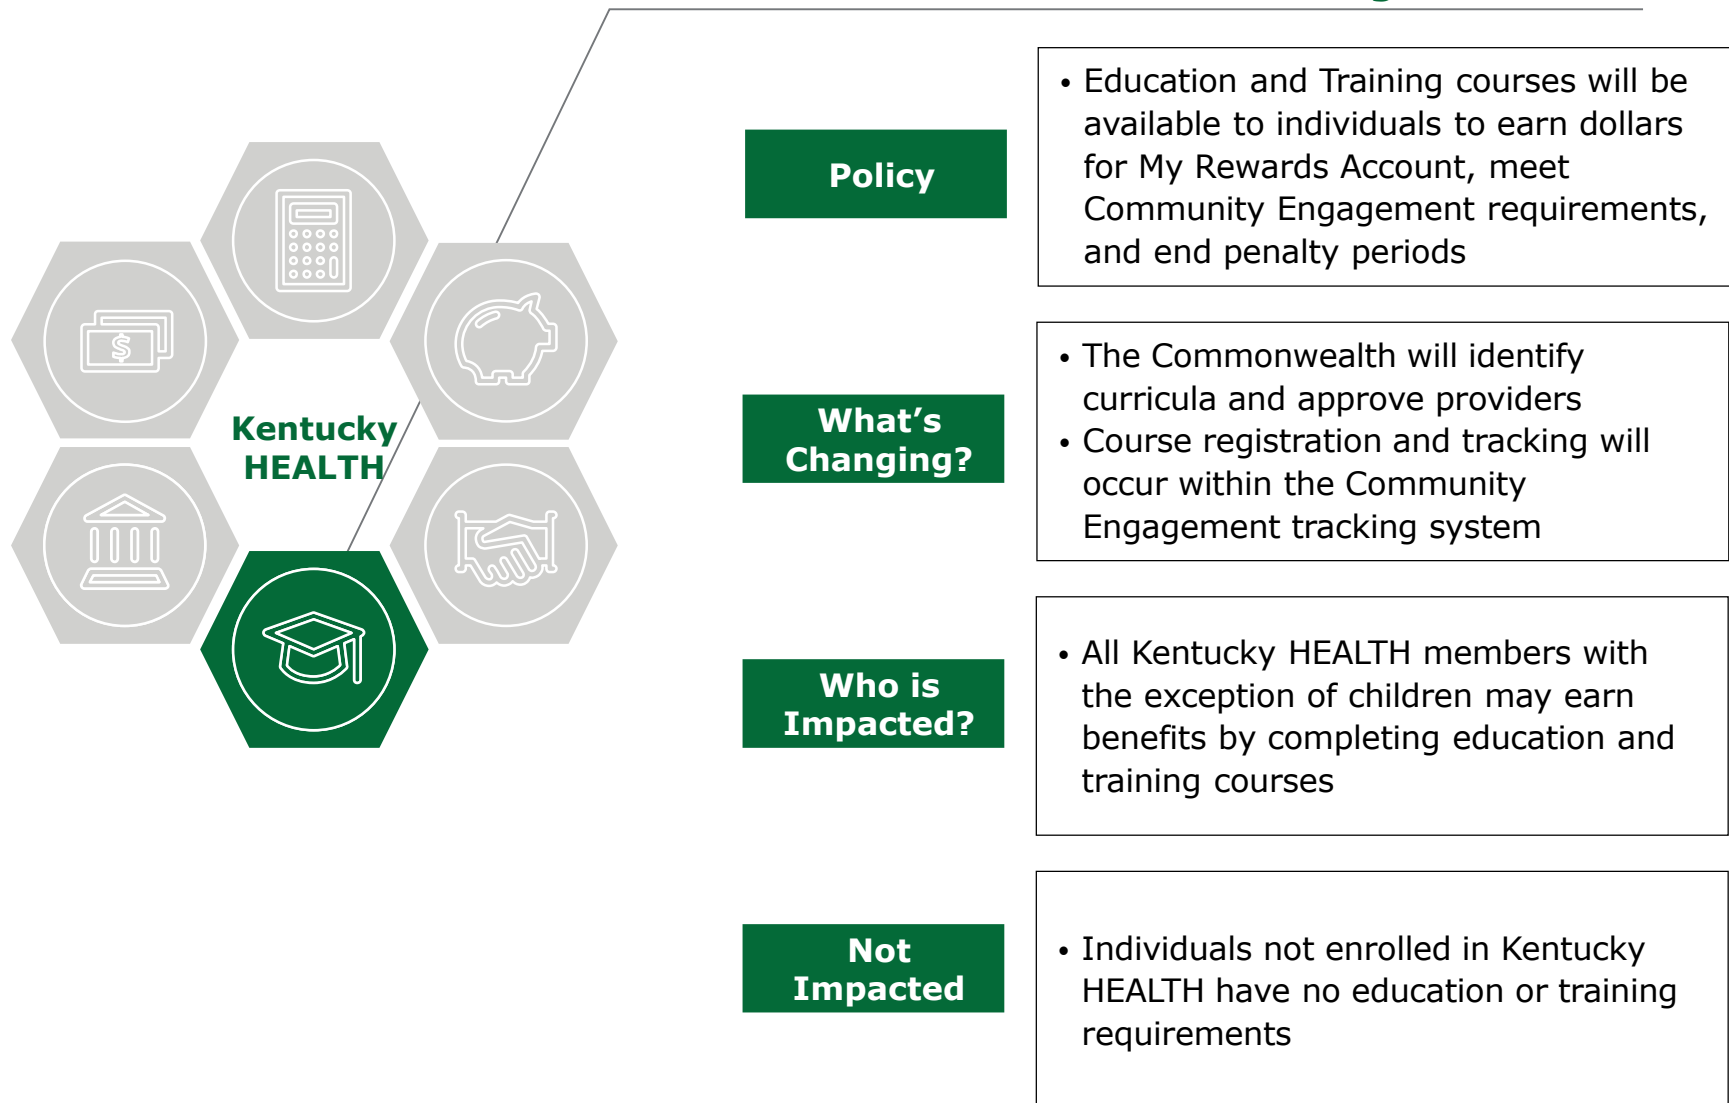 Kentucky
HEALTH
Policy
• Education and Training courses will be
available to individuals to earn dollars
for My Rewards Account, meet
Community Engagement requirements,
and end penalty periods
What’s
Changing?
• The Commonwealth will identify
curricula and approve providers
• Course registration and tracking will
occur within the Community
Engagement tracking system
Who is
Impacted?
• All Kentucky HEALTH members with
the exception of children may earn
benefits by completing education and
training courses
Not
Impacted
• Individuals not enrolled in Kentucky
HEALTH have no education or training
requirements
$